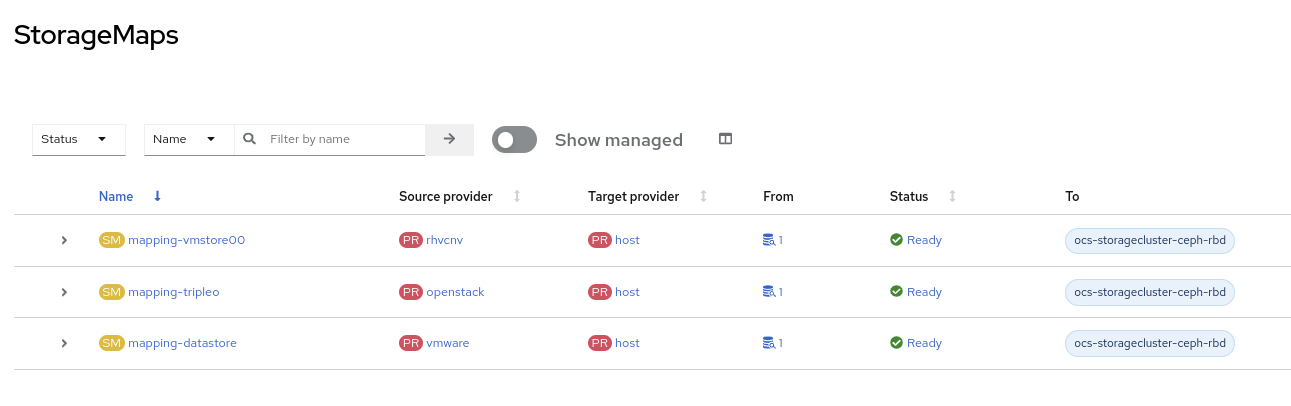 StorageMaps
Status Name Filter by name Show managed
Name Source provider Target provider From Status To
SM mapping-vmstore00 PR rhvcnv PR host 1 Ready ocs-storagecluster-ceph-rbd
SM mapping-tripleo PR openstack PR host 1 Ready ocs-storagecluster-ceph-rbd
SM mapping-datastore PR vmware PR host 1 Ready ocs-storagecluster-ceph-rbd